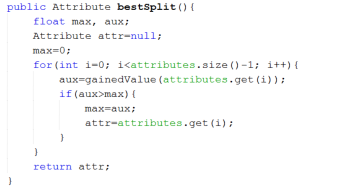 public Attribute bestSplit(){
float max, aux;
Attribute attr=null;
max=0;
for(int i=0; i<attributes.size()-1; i++){
aux=gainedValue(attributes.get(i));
if(aux>max){
max=aux;
attr=attributes.get(i);
}
}
return attr;
}